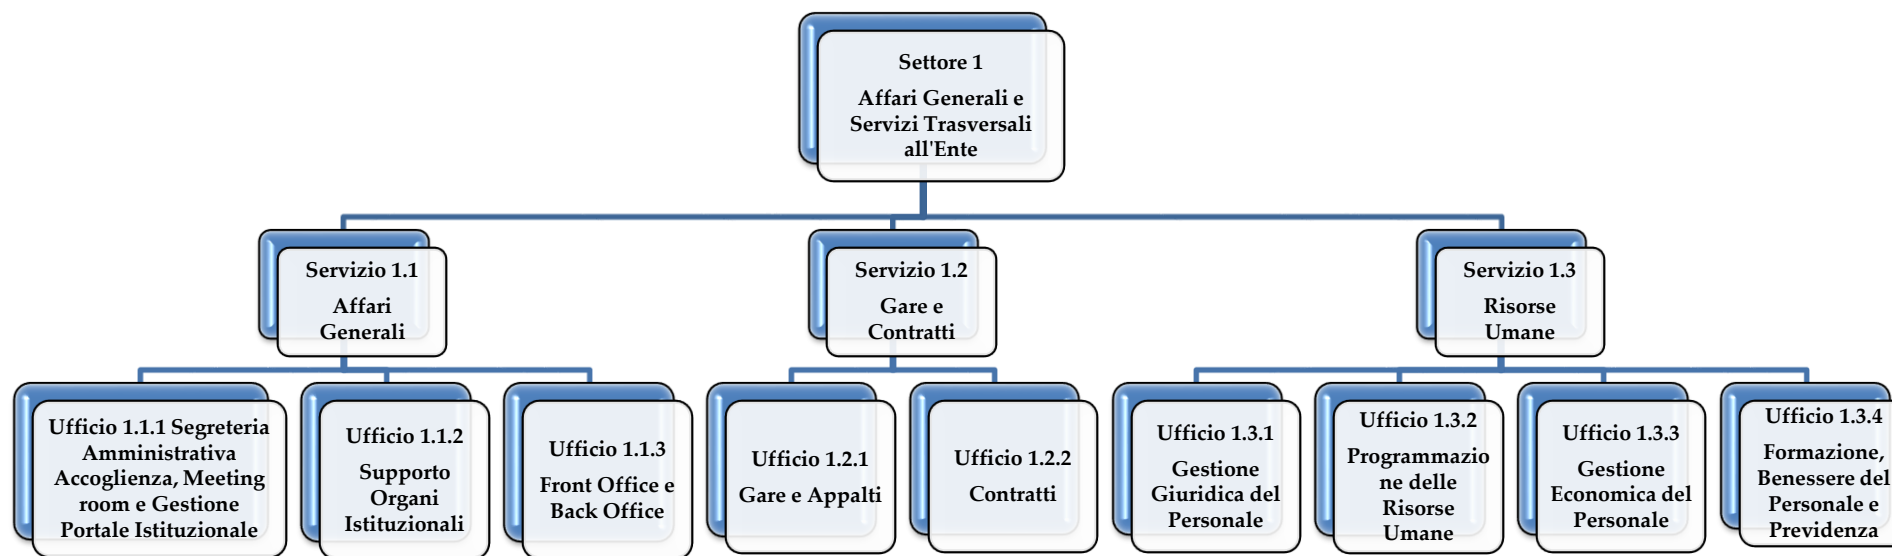 Settore 1
Affari Generali e
Servizi Trasversali
all'Ente
Servizio 1.1
Affari
Generali
Servizio 1.2
Gare e
Contratti
Servizio 1.3
Risorse
Umane
Ufficio 1.1.1 Segreteria
Amministrativa
Accoglienza, Meeting
room e Gestione
Portale Istituzionale
Ufficio 1.1.2
Supporto
Organi
Istituzionali
Ufficio 1.1.3
Front Office e
Back Office
Ufficio 1.2.1
Gare e Appalti
Ufficio 1.2.2
Contratti
Ufficio 1.3.1
Gestione
Giuridica del
Personale
Ufficio 1.3.2
Programmazio
ne delle
Risorse
Umane
Ufficio 1.3.3
Gestione
Economica del
Personale
Ufficio 1.3.4
Formazione,
Benessere del
Personale e
Previdenza